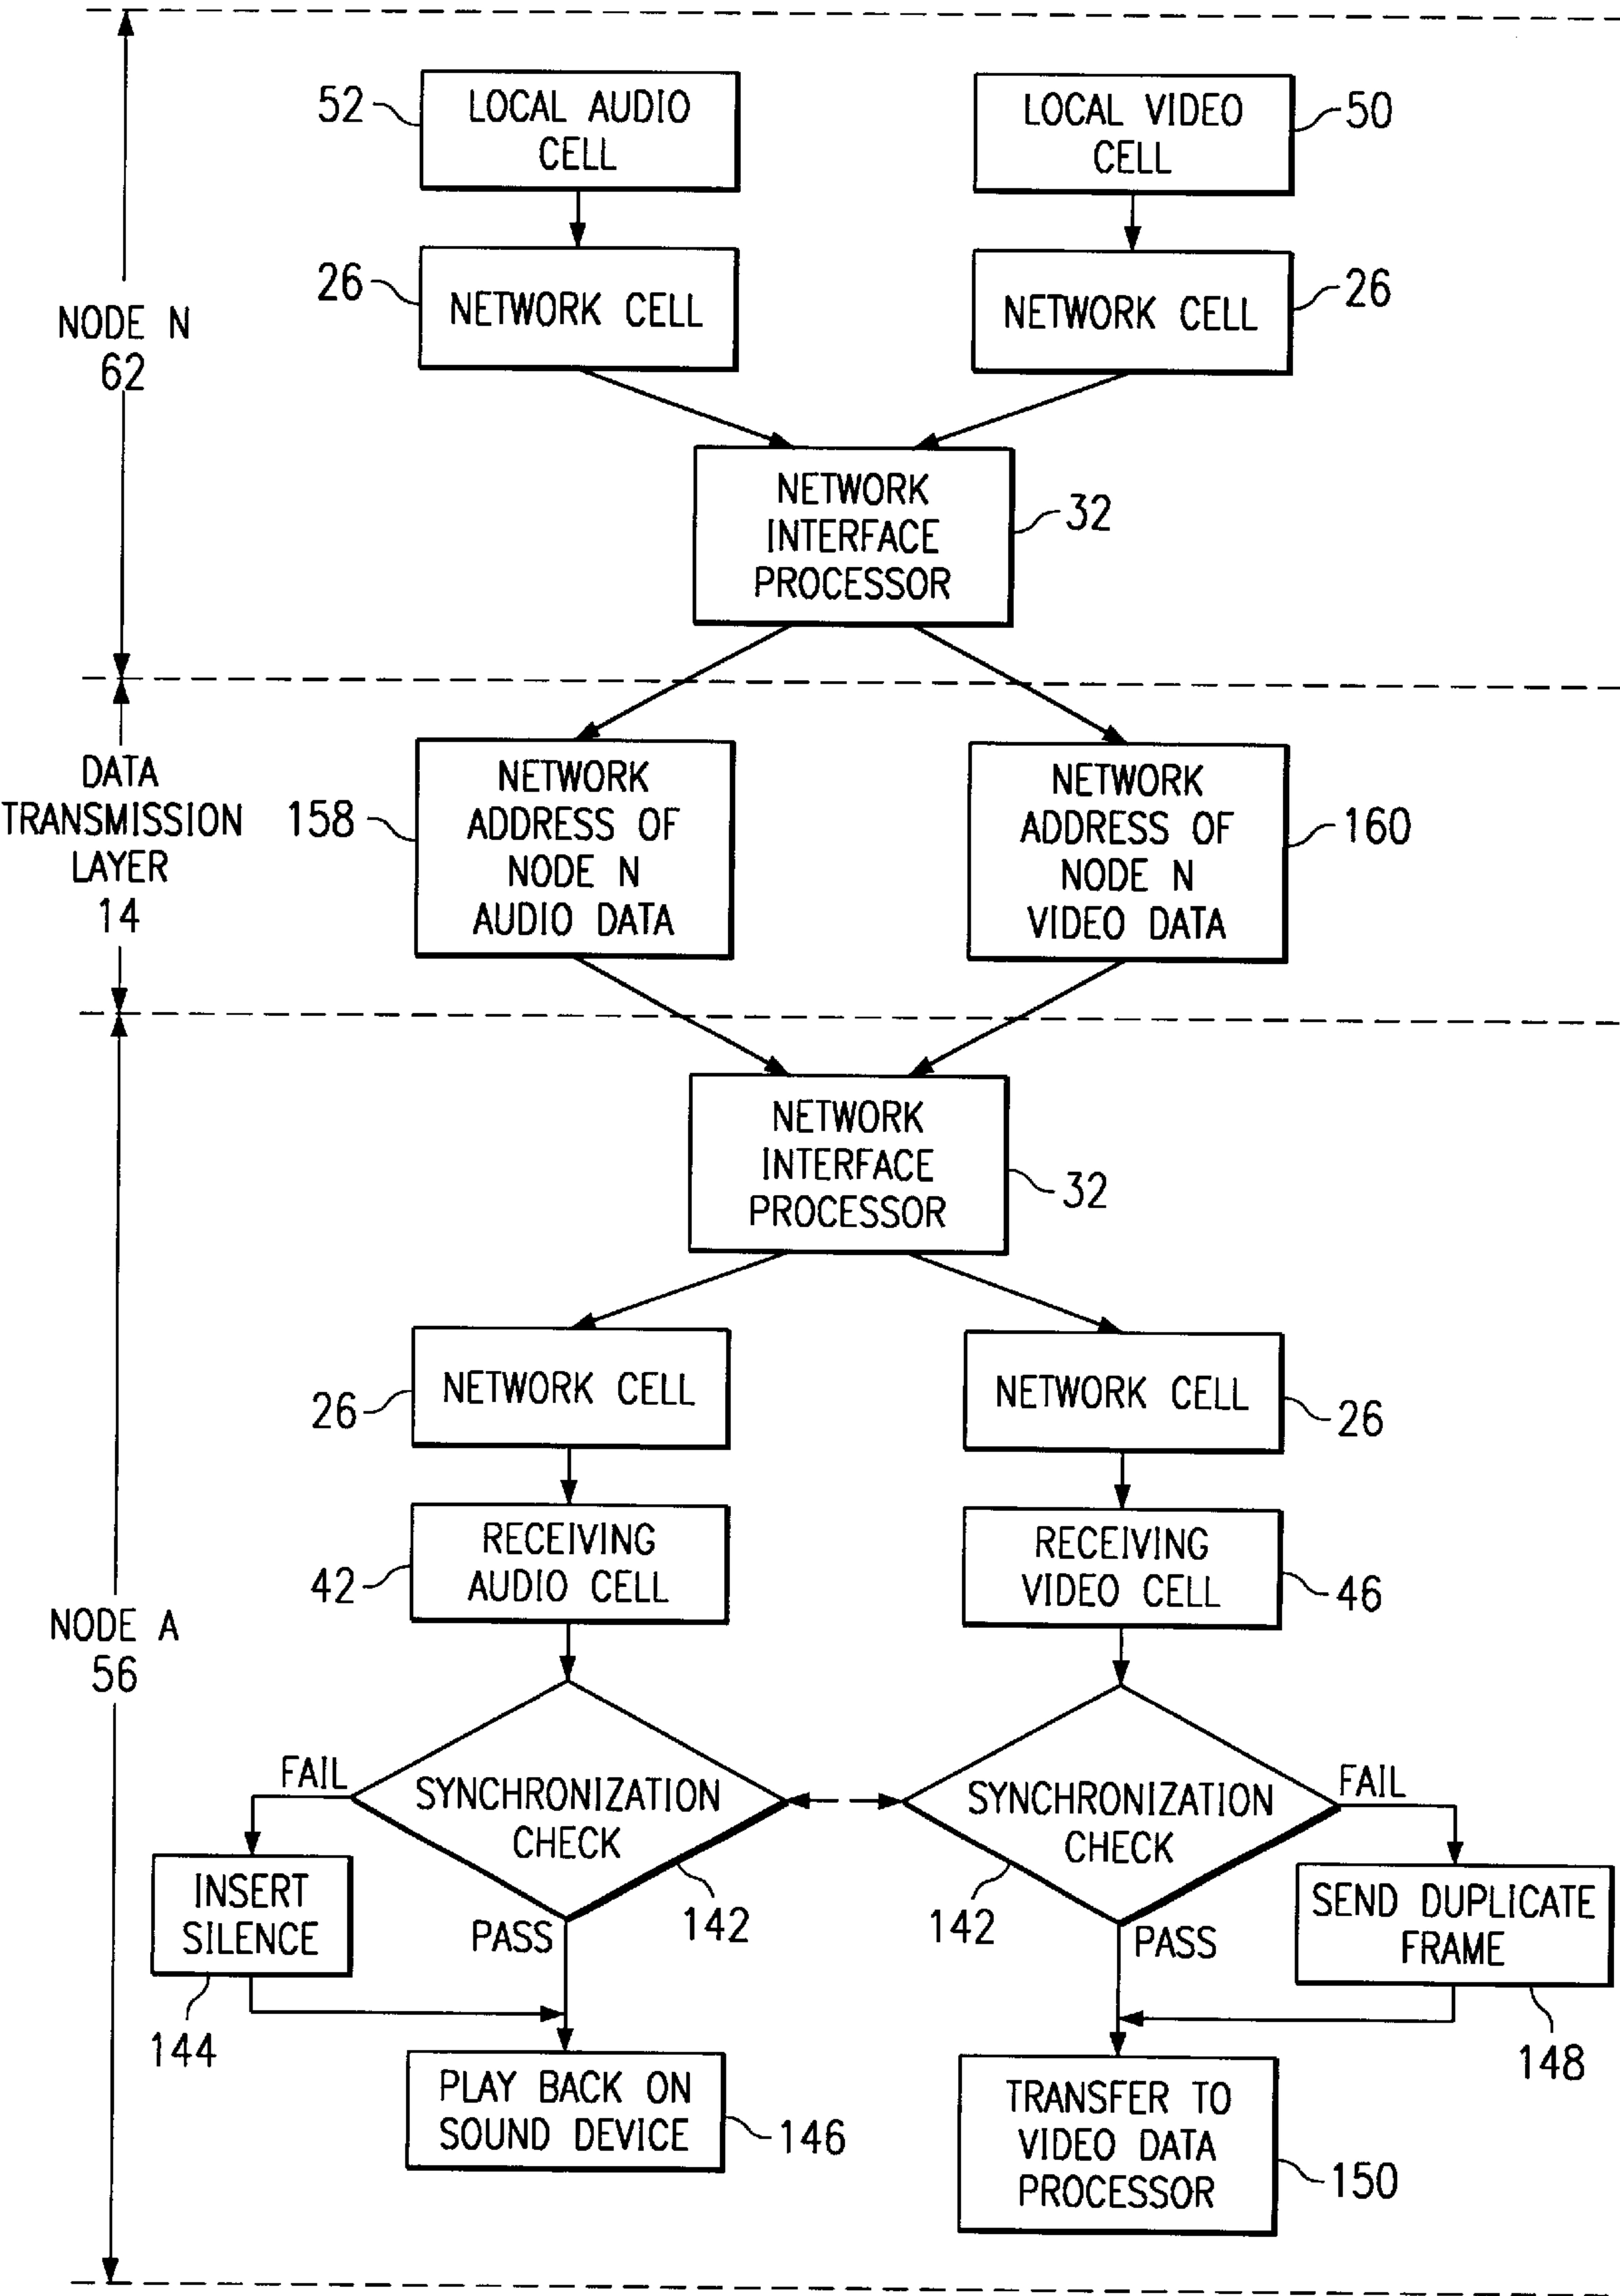 52
LOCAL AUDIO
CELL
LOCAL VIDEO
CELL
50
26
NETWORK CELL
NETWORK CELL
26
NODE N
62
NETWORK
INTERFACE
PROCESSOR
32
DATA
TRANSMISSION
LAYER
14
158
NETWORK
ADDRESS OF
NODE N
AUDIO DATA
NETWORK
ADDRESS OF
NODE N
VIDEO DATA
160
NETWORK
INTERFACE
PROCESSOR
32
26
NETWORK CELL
NETWORK CELL
26
42
RECEIVING
AUDIO CELL
RECEIVING
VIDEO CELL
46
NODE A
56
FAIL
SYNCHRONIZATION
CHECK
SYNCHRONIZATION
CHECK
FAIL
INSERT
SILENCE
PASS
142
142
PASS
SEND DUPLICATE
FRAME
144
148
PLAY BACK ON
SOUND DEVICE
146
TRANSFER TO
VIDEO DATA
PROCESSOR
150